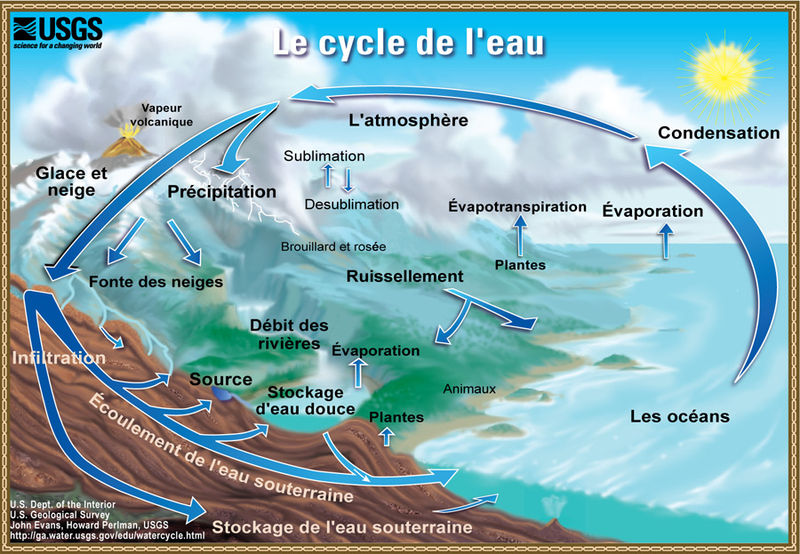 USGS
science for a changing world
Le cycle de l'eau
Vapeur
volcanique
L'atmosphère
Condensation
Glace et
neige
Précipitation
Sublimation
Desublimation
Évapotranspiration
Évaporation
Brouillard et rosée
Plantes
Fonte des neiges
Ruissellement
Débit des
rivières
Évaporation
Infiltration
Source
Stockage
d'eau douce
Animaux
Plantes
Les océans
Écoulement de l'eau souterraine
Stockage de l'eau souterraine
U.S. Dept. of the Interior
U.S. Geological Survey
John Evans, Howard Perlman, USGS
http://ga.water.usgs.gov/edu/watercycle.html